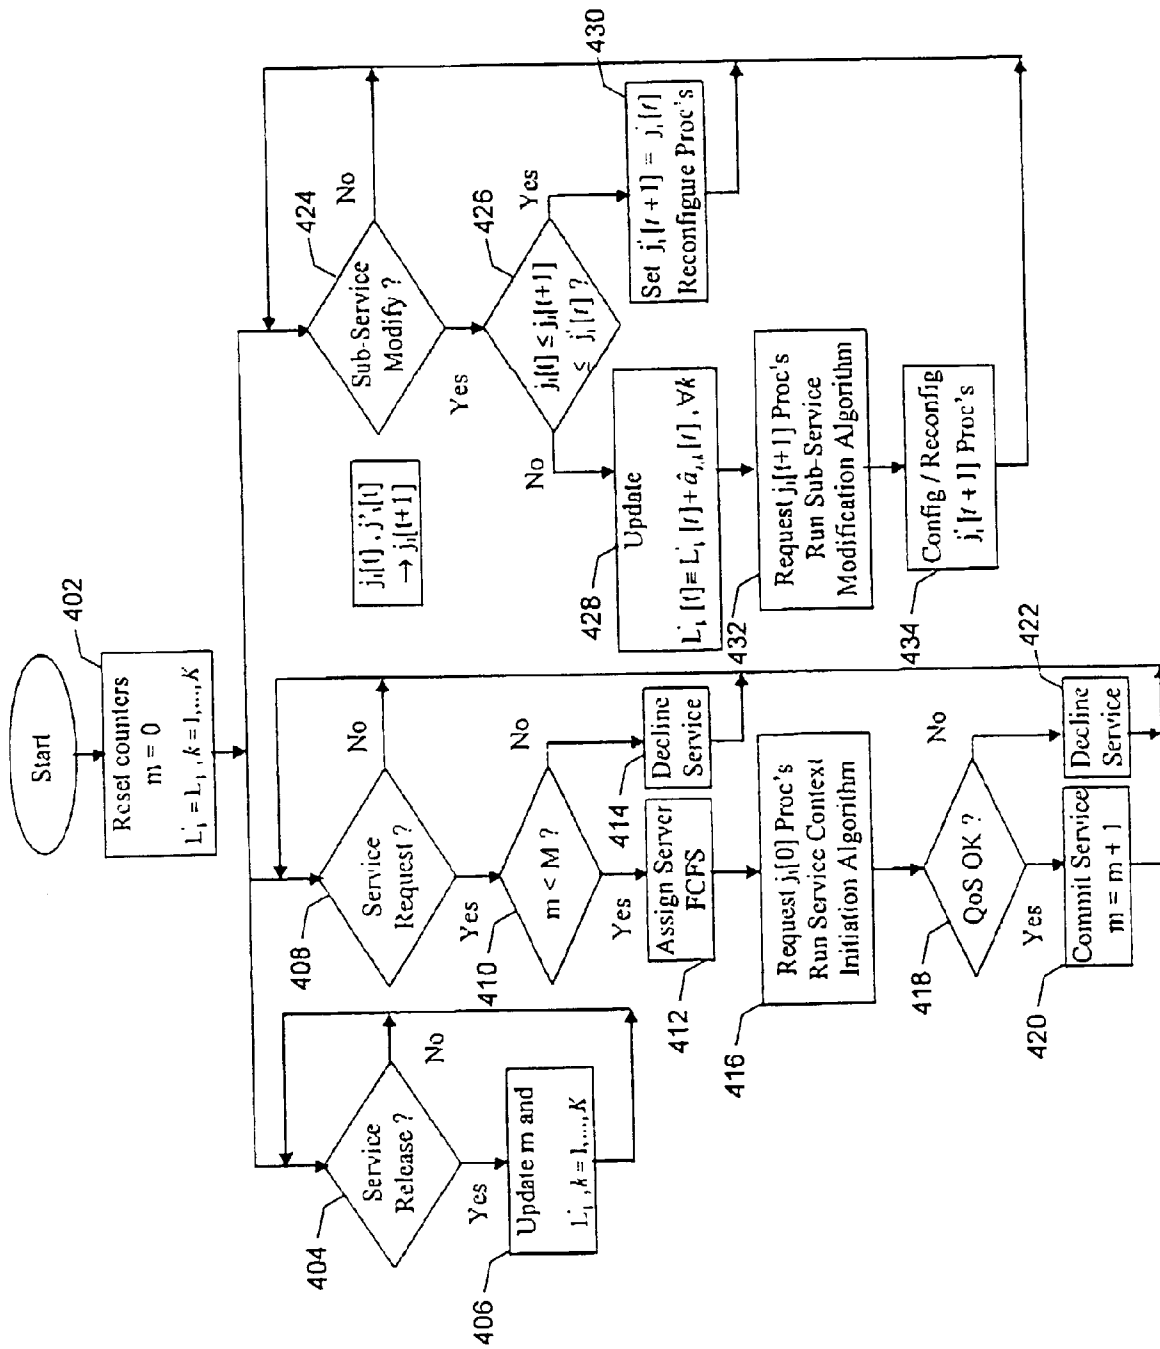 Start
402
Reset counters
m = 0
L'ₖ = Lₖ, k = 1,..., K
404
Service
Release ?
No
Yes
406
Update m and
L'ₖ, k = 1,..., K
408
Service
Request ?
No
Yes
410
m < M ?
No
Yes
414
Decline
Service
412
Assign Server
FCFS
416
Request jᵢ[0] Proc's
Run Service Context
Initiation Algorithm
418
QoS OK ?
No
Yes
422
Decline
Service
420
Commit Service
m = m + 1
jᵢ[t], j'ᵢ[t]
→ jᵢ[t+1]
424
Sub-Service
Modify ?
No
Yes
426
jᵢ[t] ≤ jᵢ[t+1]
≤ j'ᵢ[t] ?
No
Yes
430
Set j'ᵢ[t + 1] = j'ᵢ[t]
Reconfigure Proc's
428
Update
L'ₖ[t] = L'ₖ[t] + âᵢ,ₖ[t], ∀k
432
Request jᵢ[t+1] Proc's
Run Sub-Service
Modification Algorithm
434
Config / Reconfig
j'ᵢ[t + 1] Proc's